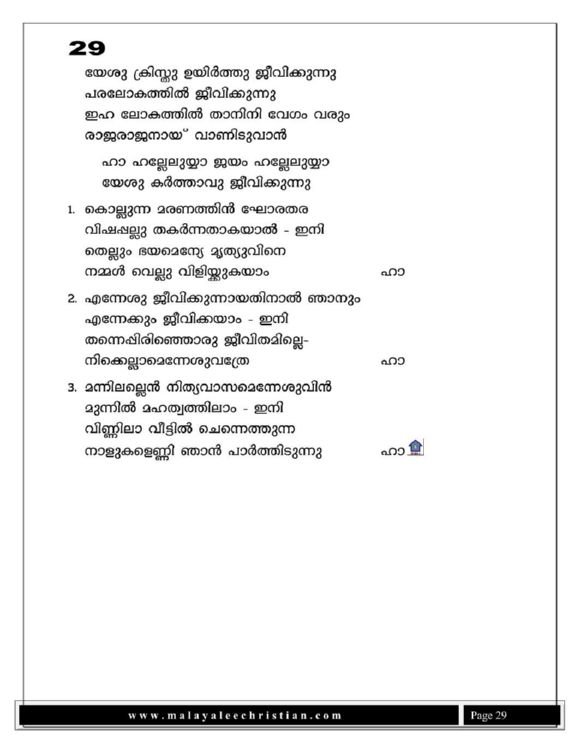 29
യേശു ക്രിസ്തു ഉയിർത്തു ജീവിക്കുന്നു
പരലോകത്തിൽ ജീവിക്കുന്നു
ഇഹ ലോകത്തിൽ താനിനി വേഗം വരും
രാജരാജനായ് വാണിടുവാൻ
ഹാ ഹല്ലേലുയ്യാ ജയം ഹല്ലേലുയ്യാ
യേശു കർത്താവു ജീവിക്കുന്നു
1. കൊല്ലുന്ന മരണത്തിൻ ഘോരതര
വിഷപ്പല്ലു തകർന്നതാകയാൽ - ഇനി
തെല്ലും ഭയമെന്യേ മൃത്യുവിനെ
നമ്മൾ വെല്ലു വിളിയ്ക്കുകയാം ഹാ
2. എന്നേശു ജീവിക്കുന്നായതിനാൽ ഞാനും
എന്നേക്കും ജീവിക്കയാം - ഇനി
തന്നെപ്പിരിഞ്ഞൊരു ജീവിതമില്ലെ-
നിക്കെല്ലാമെന്നേശുവത്രേ ഹാ
3. മന്നിലല്ലെൻ നിത്യവാസമെന്നേശുവിൻ
മുന്നിൽ മഹത്വത്തിലാം - ഇനി
വിണ്ണിലാ വീട്ടിൽ ചെന്നെത്തുന്ന
നാളുകളെണ്ണി ഞാൻ പാർത്തിടുന്നു ഹാ
www.malayaleechristian.com Page 29